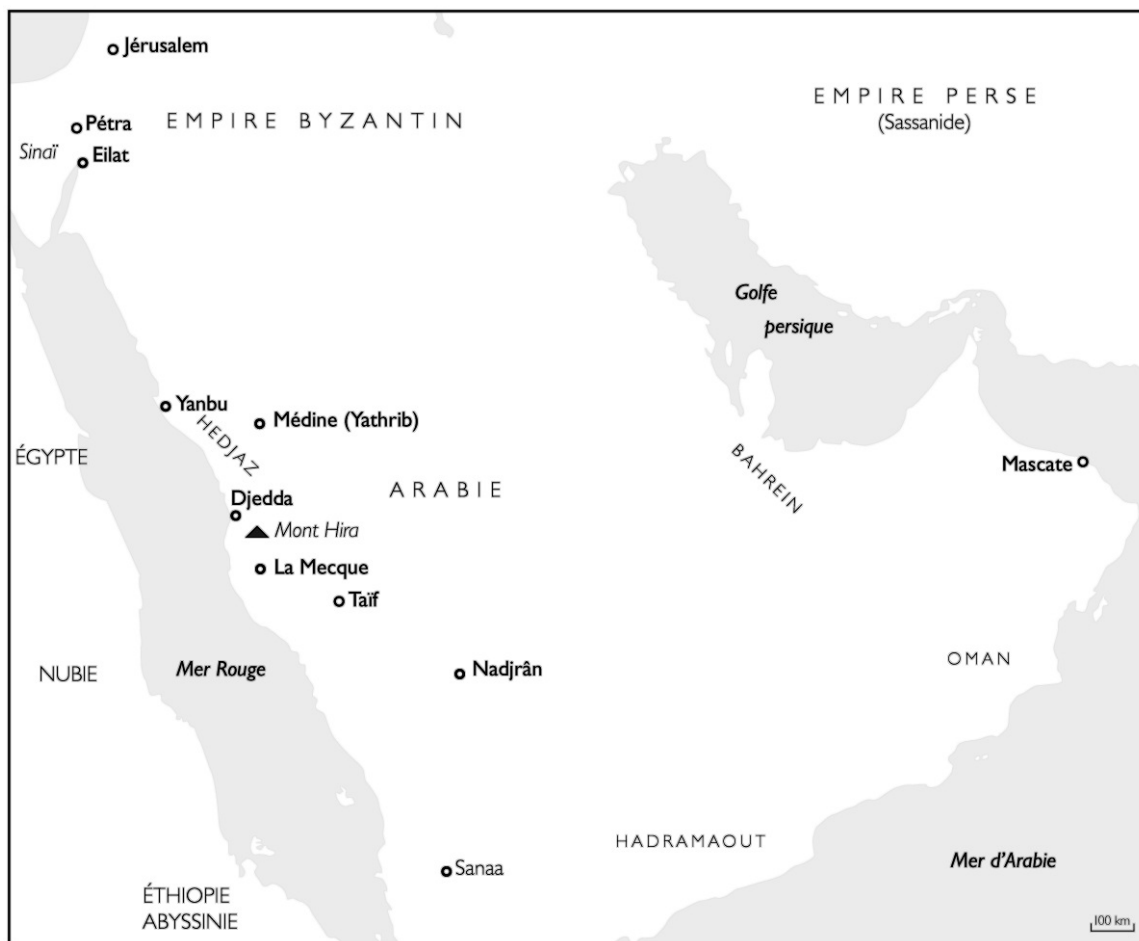 Jérusalem
EMPIRE BYZANTIN
EMPIRE PERSE
(Sassanide)
Pétra
Sinaï
Eilat
Golfe
persique
Yanbu
HEDJAZ
Médine (Yathrib)
ÉGYPTE
BAHREIN
Mascate
ARABIE
Djedda
Mont Hira
La Mecque
Taïf
NUBIE
Mer Rouge
Nadjrân
OMAN
HADRAMAOUT
Sanaa
Mer d’Arabie
ÉTHIOPIE
ABYSSINIE
100 km